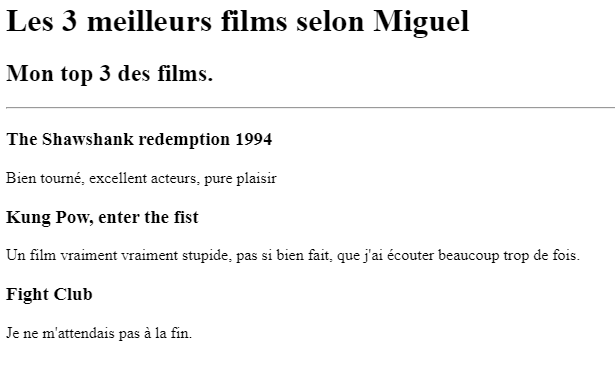 Les 3 meilleurs films selon Miguel
Mon top 3 des films.
The Shawshank redemption 1994
Bien tourné, excellent acteurs, pure plaisir
Kung Pow, enter the fist
Un film vraiment vraiment stupide, pas si bien fait, que j'ai écouter beaucoup trop de fois.
Fight Club
Je ne m'attendais pas à la fin.